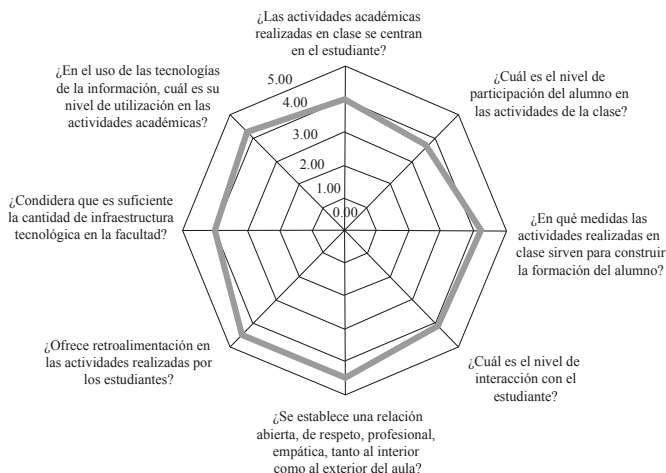 ¿Las actividades académicas
realizadas en clase se centran
en el estudiante?
¿Cuál es el nivel de
participación del alumno en
las actividades de la clase?
¿En qué medidas las
actividades realizadas en
clase sirven para construir
la formación del alumno?
¿Cuál es el nivel de
interacción con el
estudiante?
¿Se establece una relación
abierta, de respeto, profesional,
empática, tanto al interior
como al exterior del aula?
¿Ofrece retroalimentación en
las actividades realizadas por
los estudiantes?
¿Condidera que es suficiente
la cantidad de infraestructura
tecnológica en la facultad?
¿En el uso de las tecnologías
de la información, cuál es su
nivel de utilización en las
actividades académicas?
5.00
4.00
3.00
2.00
1.00
0.00